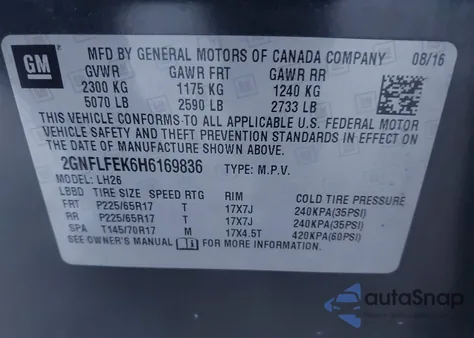 GM
MFD BY GENERAL MOTORS OF CANADA COMPANY 08/16
GVWR GAWR FRT GAWR RR
2300 KG 1175 KG 1240 KG
5070 LB 2590 LB 2733 LB
THIS VEHICLE CONFORMS TO ALL APPLICABLE U.S. FEDERAL MOTOR
VEHICLE SAFETY AND THEFT PREVENTION STANDARDS IN EFFECT ON
THE DATE OF MANUFACTURE SHOWN ABOVE.
2GNFLFEK6H6169836 TYPE: M.P.V.
MODEL: LH26
LBBD TIRE SIZE SPEED RTG RIM COLD TIRE PRESSURE
FRT P225/65R17 T 17X7J 240KPA(35PSI)
RR P225/65R17 T 17X7J 240KPA(35PSI)
SPA T145/70R17 M 17X4.5T 420KPA(60PSI)
SEE OWNER'S MANUAL FOR MORE INFORMATION
autaSnap